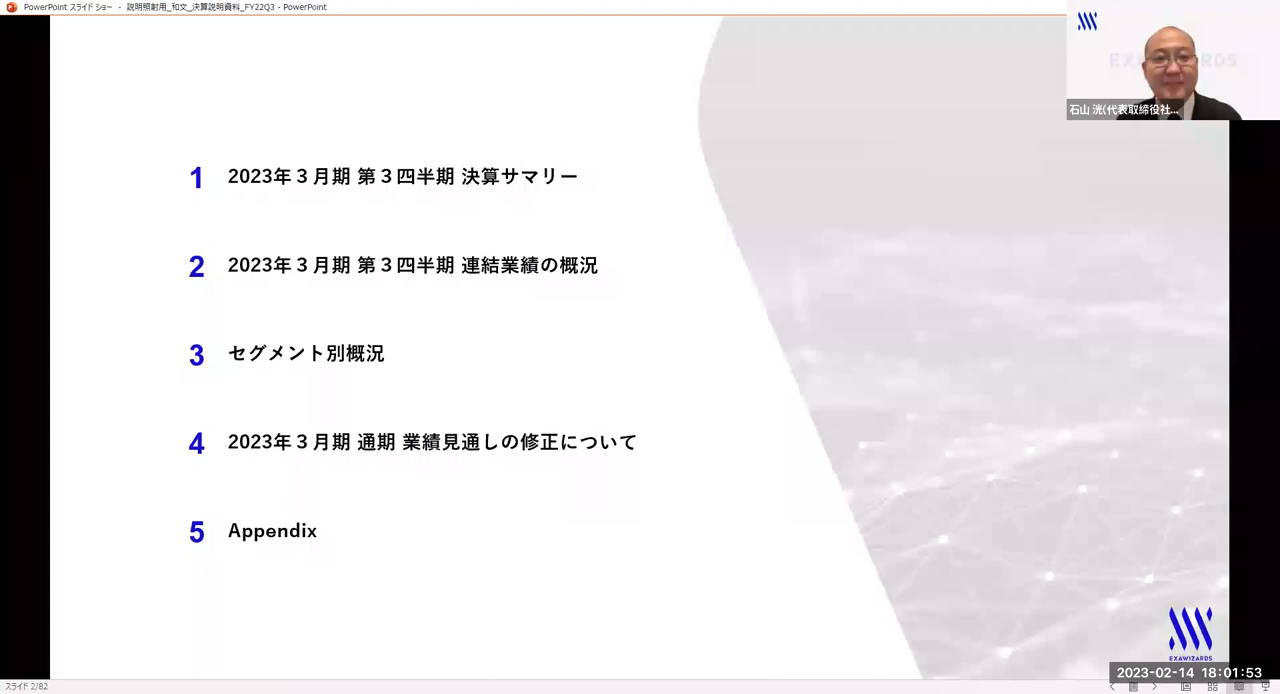 PowerPoint スライド ショー - 説明照射用_和文_決算説明資料_FY22Q3 - PowerPoint
EXAWIZARDS
石山 洸(代表取締役社...
1 2023年３月期 第３四半期 決算サマリー
2 2023年３月期 第３四半期 連結業績の概況
3 セグメント別概況
4 2023年３月期 通期 業績見通しの修正について
5 Appendix
EXAWIZARDS
2023-02-14 18:01:53
スライド 2/82